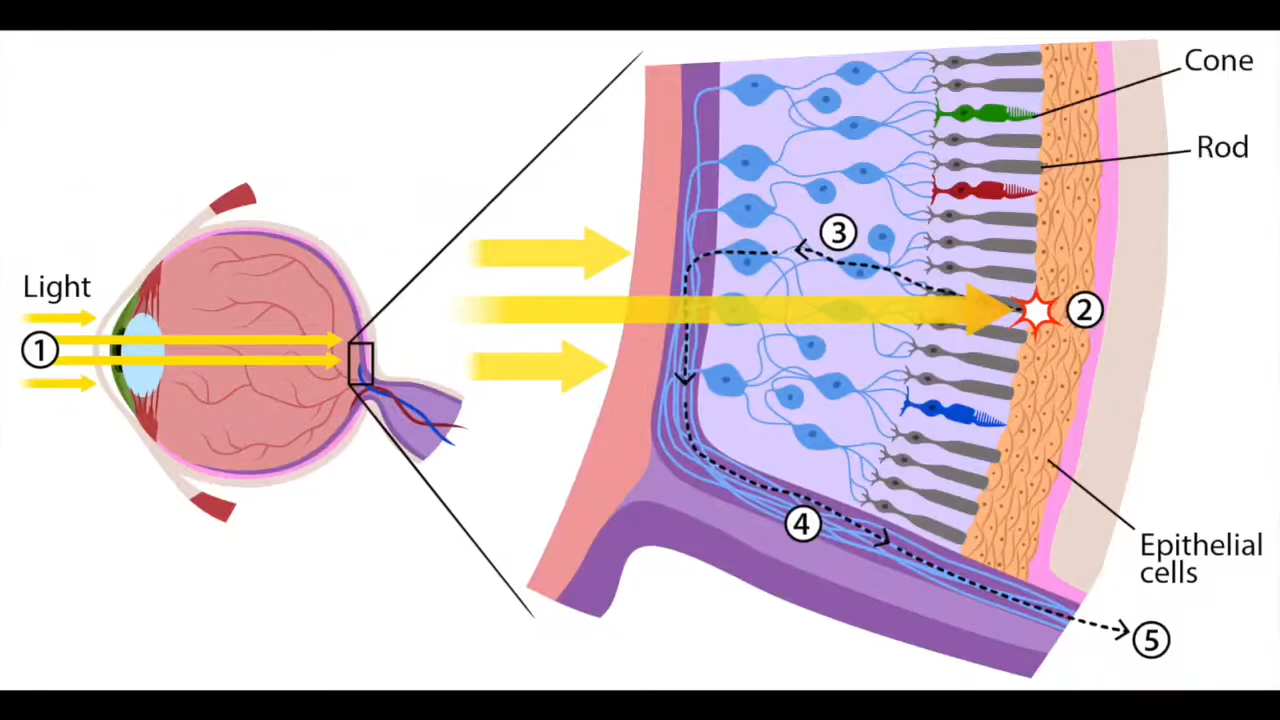 Light
①
Cone
Rod
③
②
④
Epithelial
cells
⑤